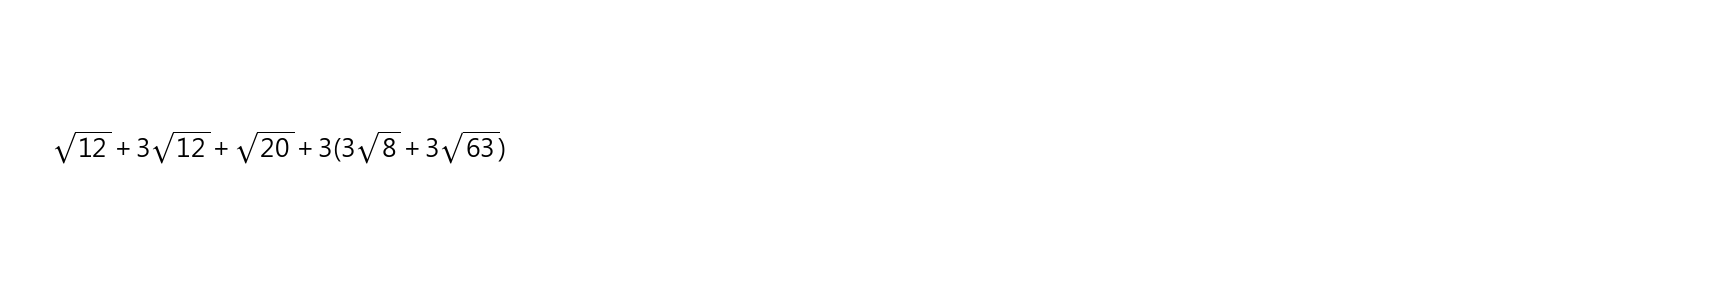 √12 + 3√12 + √20 + 3(3√8 + 3√63)